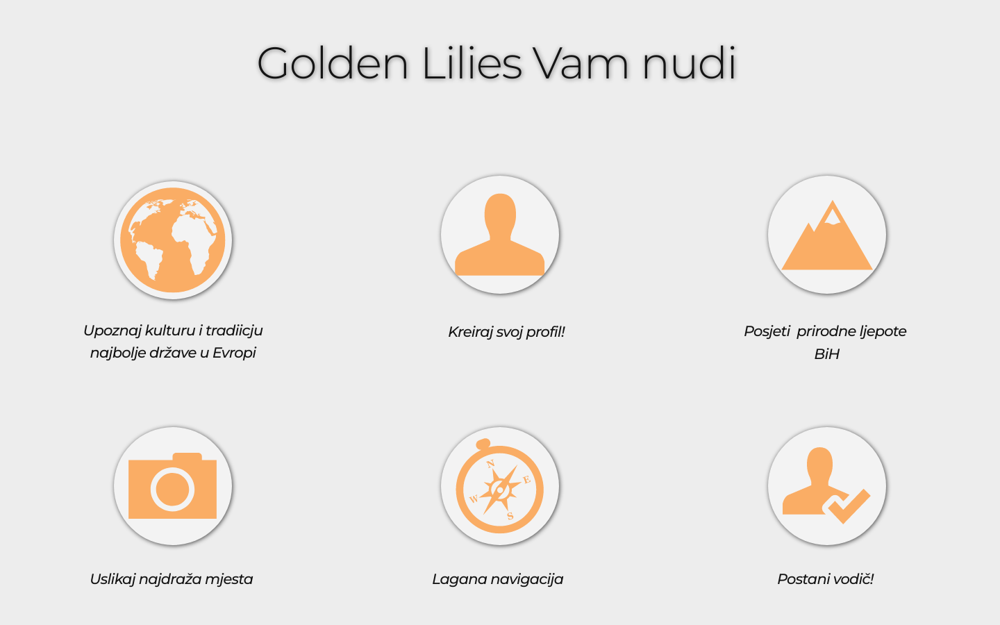 Golden Lilies Vam nudi
Upoznaj kulturu i tradiicju
najbolje države u Evropi
Kreiraj svoj profil!
Posjeti  prirodne ljepote
BiH
N
E
W
S
Uslikaj najdraža mjesta
Lagana navigacija
Postani vodič!